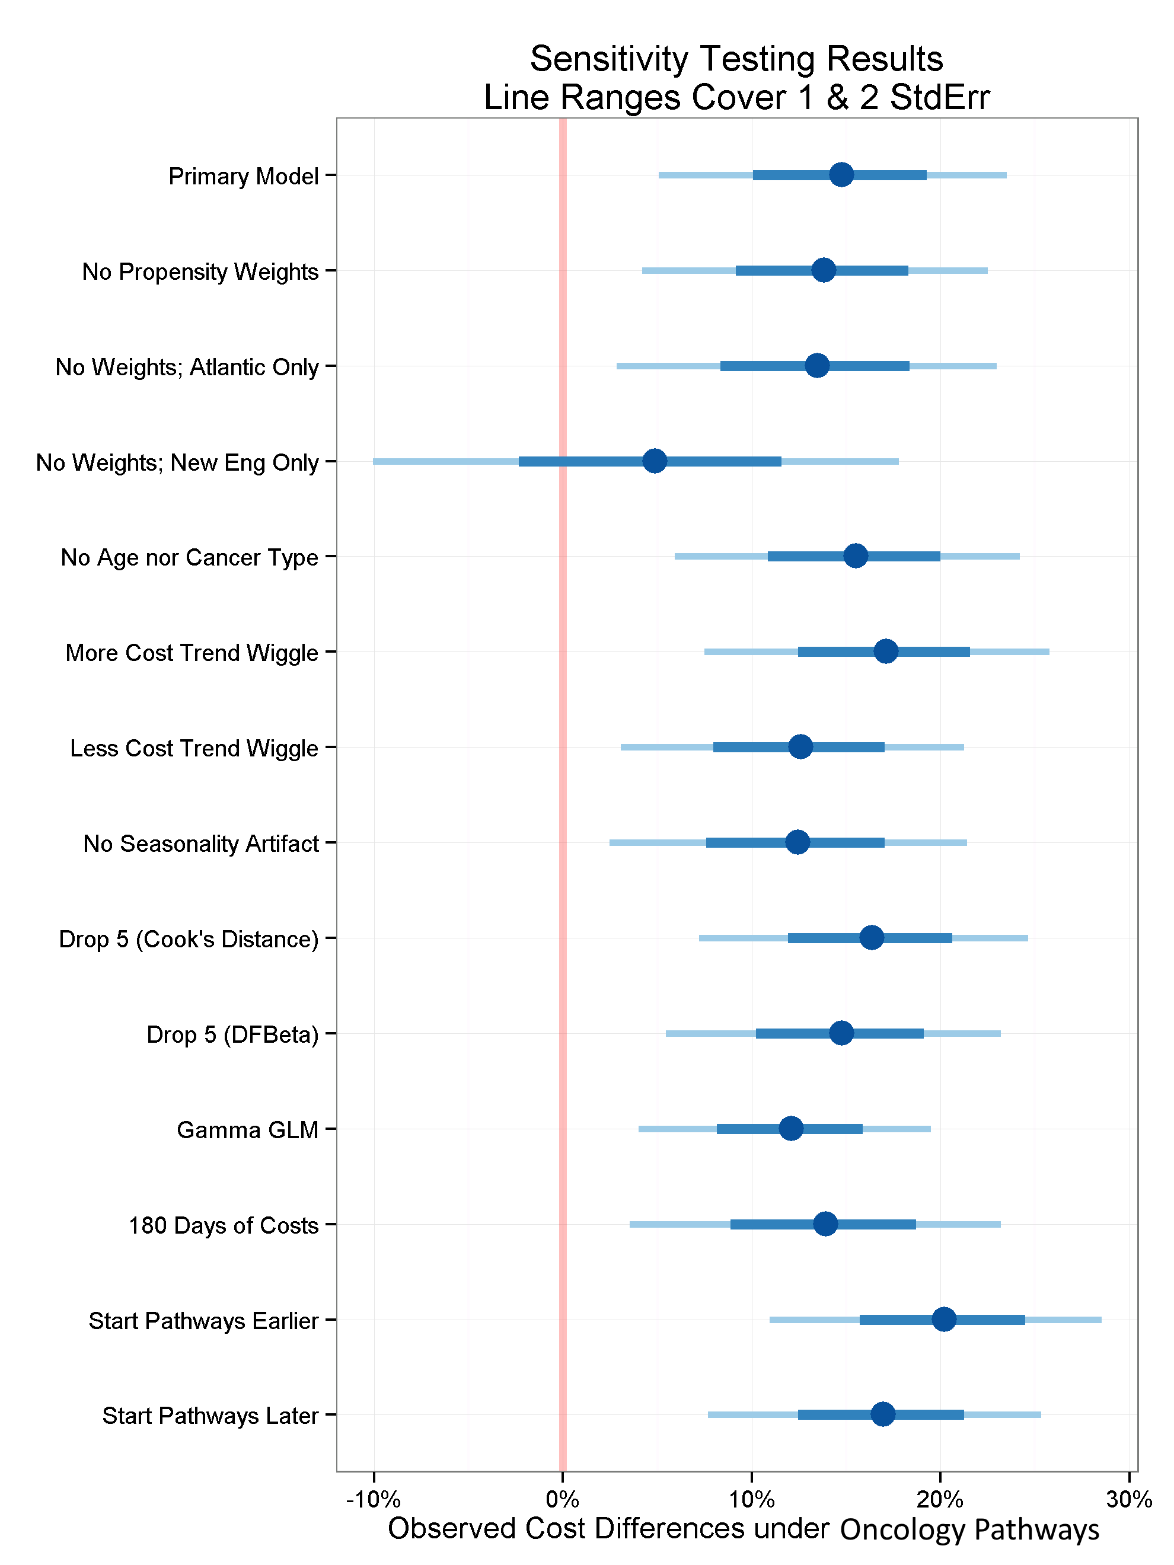 Sensitivity Testing Results
Line Ranges Cover 1 & 2 StdErr
Primary Model
No Propensity Weights
No Weights; Atlantic Only
No Weights; New Eng Only
No Age nor Cancer Type
More Cost Trend Wiggle
Less Cost Trend Wiggle
No Seasonality Artifact
Drop 5 (Cook's Distance)
Drop 5 (DFBeta)
Gamma GLM
180 Days of Costs
Start Pathways Earlier
Start Pathways Later
-10% 0% 10% 20% 30%
Observed Cost Differences under Oncology Pathways